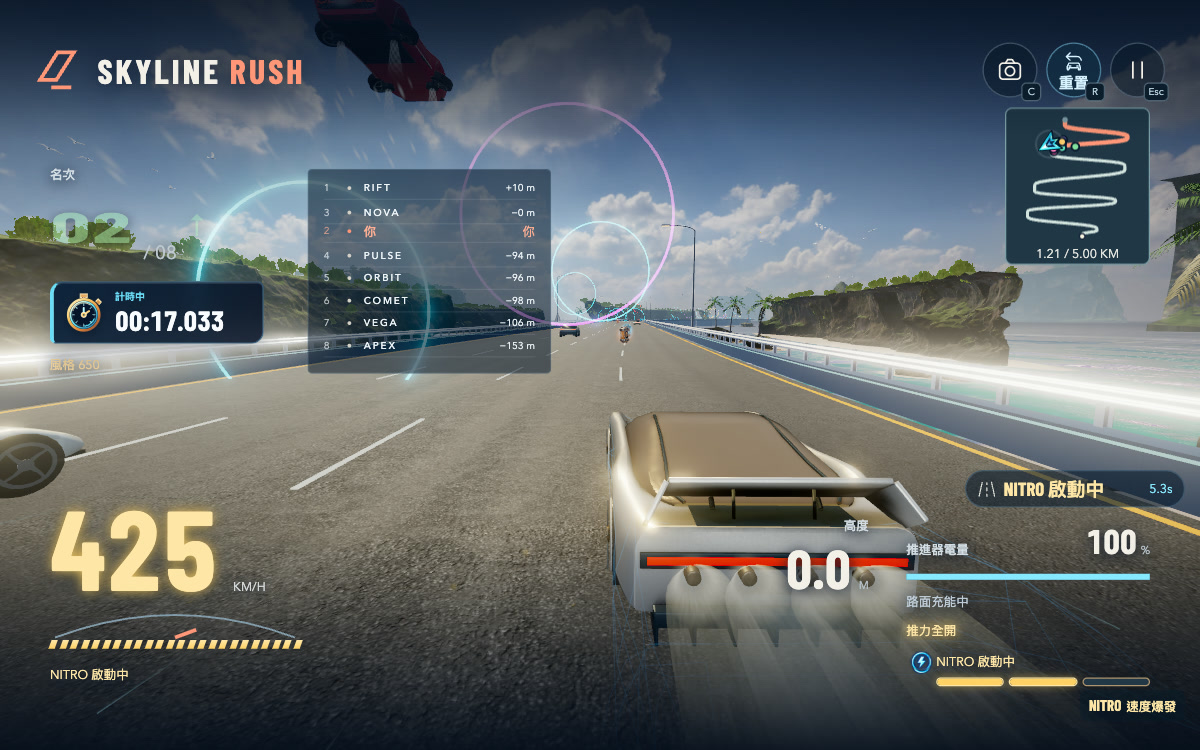 SKYLINE RUSH
C
重置
R
Esc
名次
02
/ 08
計時中
00:17.033
風格 650
1 • RIFT +10 m
3 • NOVA −0 m
2 • 你 你
4 • PULSE −94 m
5 • ORBIT −96 m
6 • COMET −98 m
7 • VEGA −106 m
8 • APEX −153 m
1.21 / 5.00 KM
425 KM/H
NITRO 啟動中
高度
0.0 M
NITRO 啟動中 5.3s
推進器電量 100 %
路面充能中
推力全開
NITRO 啟動中
NITRO 速度爆發